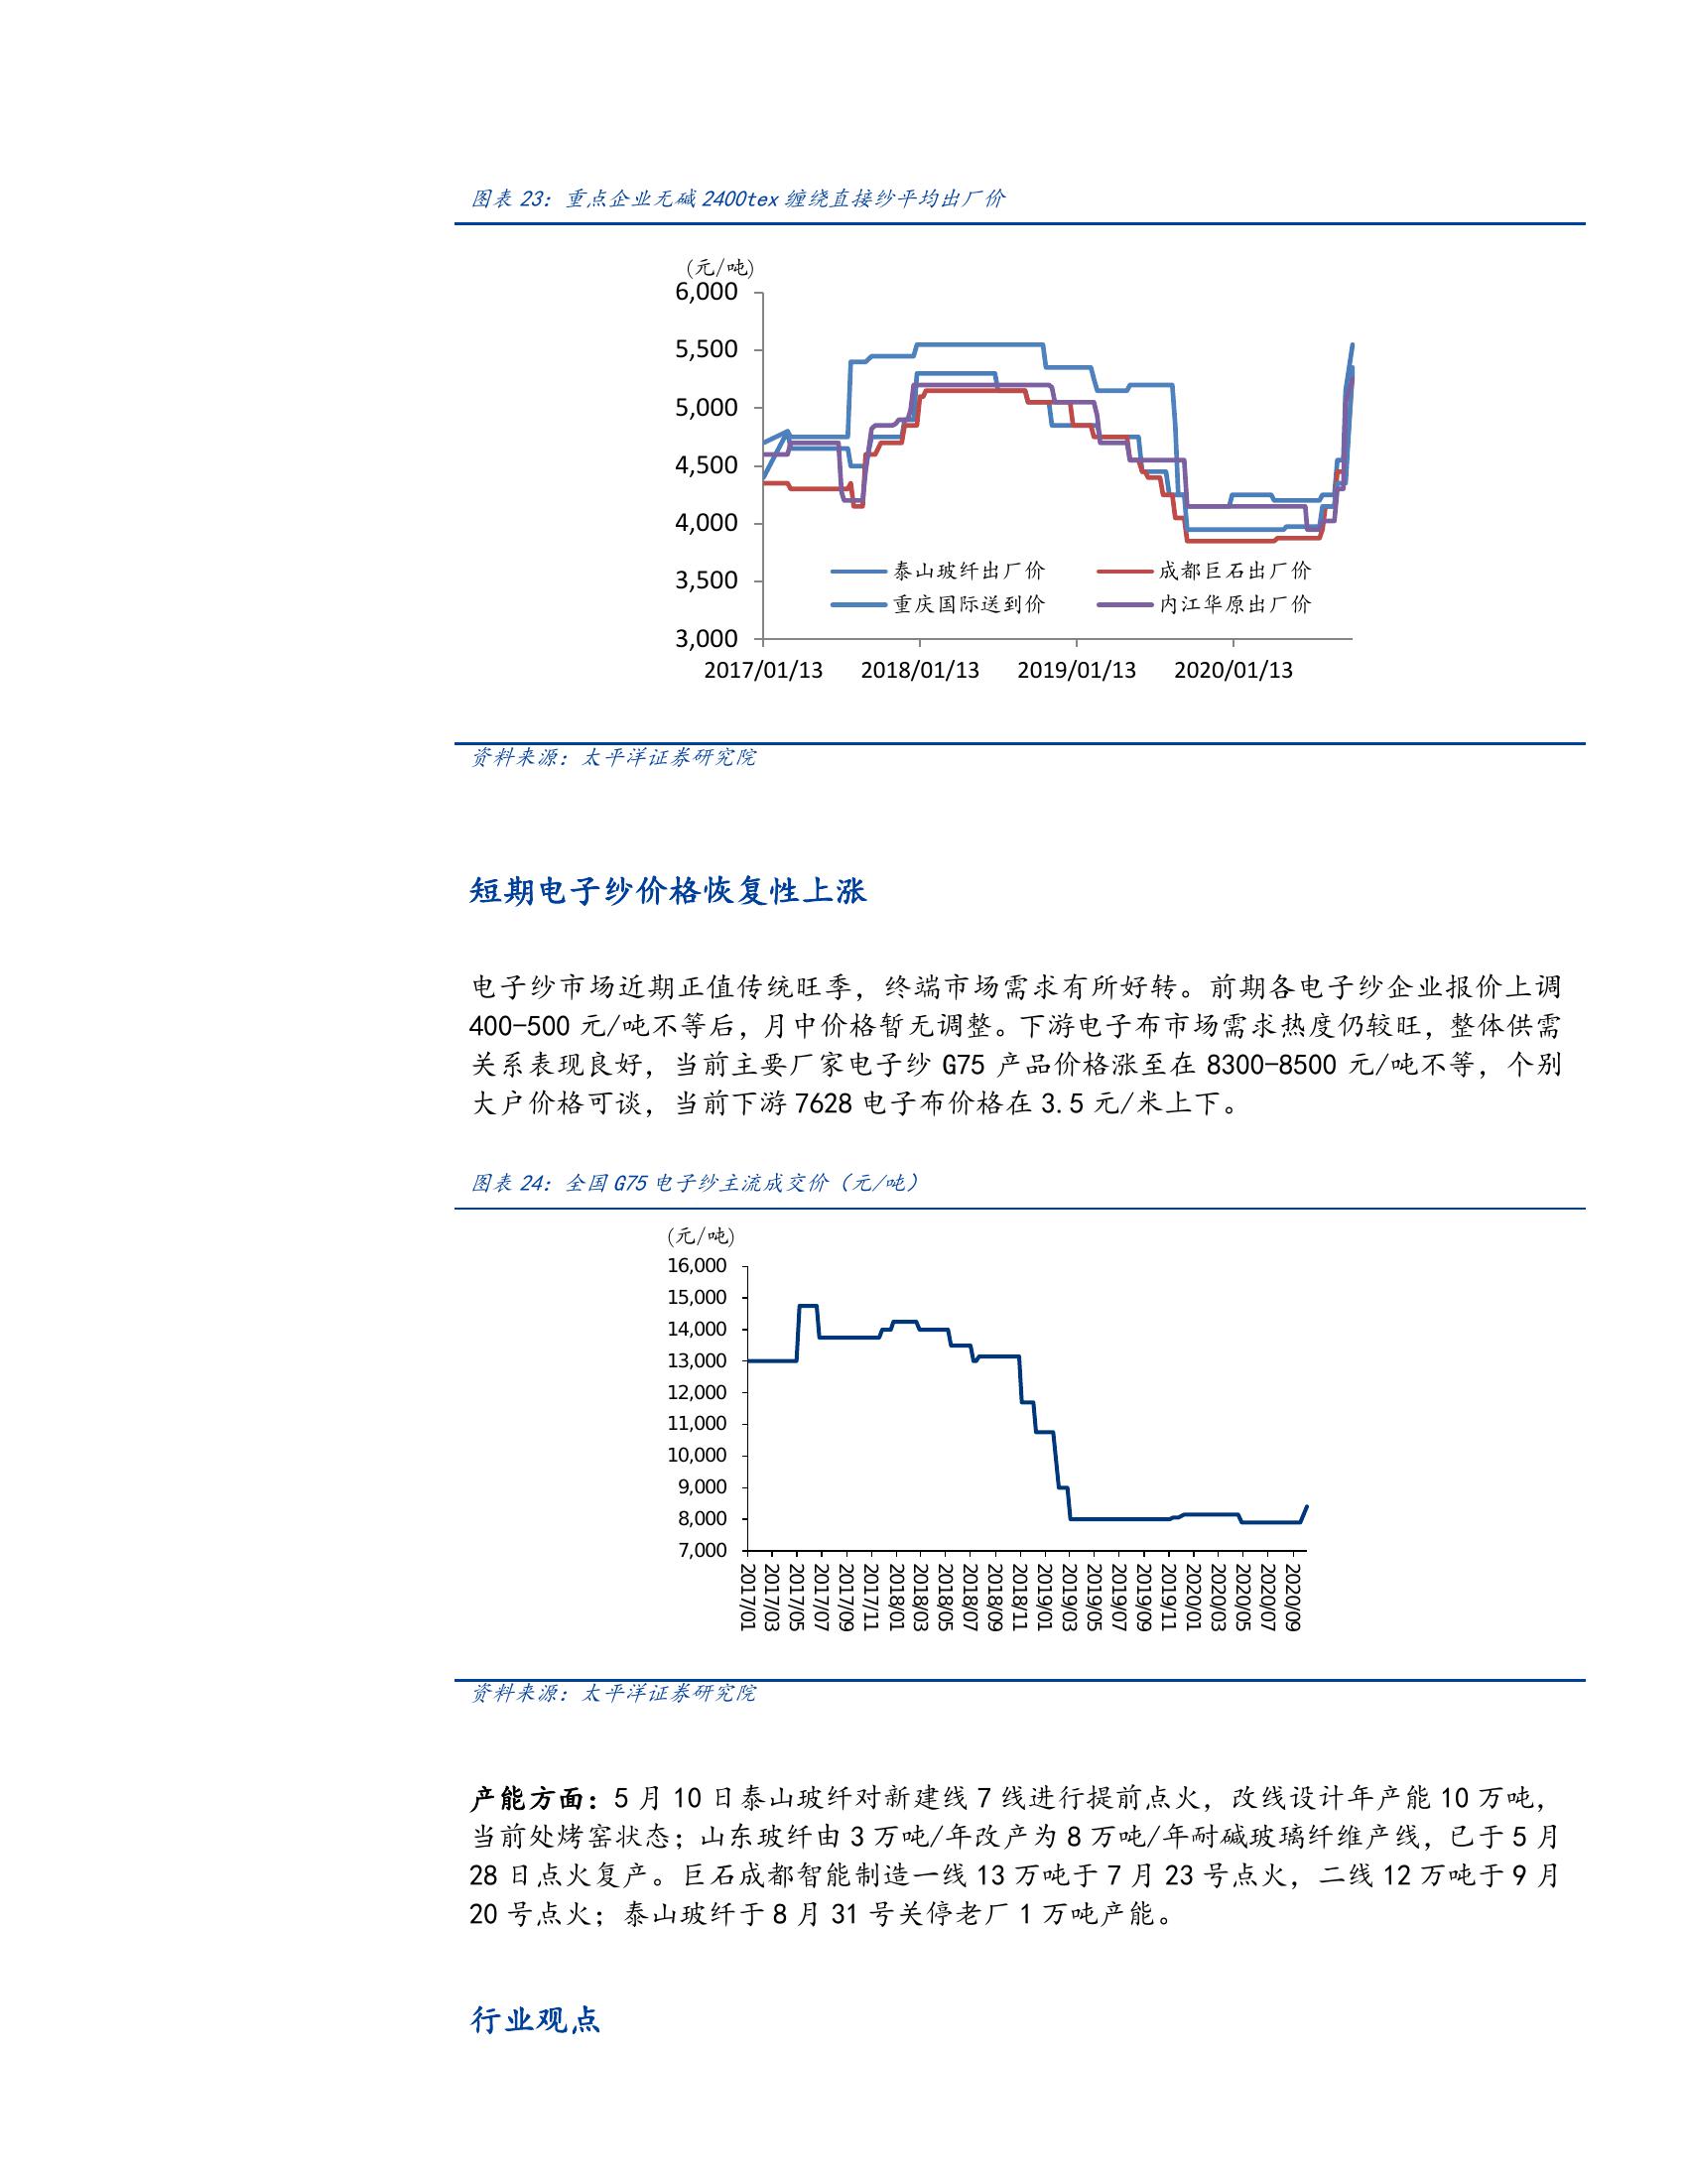 图表 23：重点企业无碱 2400tex 缠绕直接纱平均出厂价
(元/吨)
6,000
5,500
5,000
4,500
4,000
3,500
3,000
泰山玻纤出厂价
成都巨石出厂价
重庆国际送到价
内江华原出厂价
2017/01/13 2018/01/13 2019/01/13 2020/01/13
资料来源：太平洋证券研究院
短期电子纱价格恢复性上涨
电子纱市场近期正值传统旺季，终端市场需求有所好转。前期各电子纱企业报价上调
400-500 元/吨不等后，月中价格暂无调整。下游电子布市场需求热度仍较旺，整体供需
关系表现良好，当前主要厂家电子纱 G75 产品价格涨至在 8300-8500 元/吨不等，个别
大户价格可谈，当前下游 7628 电子布价格在 3.5 元/米上下。
图表 24：全国 G75 电子纱主流成交价（元/吨）
(元/吨)
16,000
15,000
14,000
13,000
12,000
11,000
10,000
9,000
8,000
7,000
2017/01
2017/03
2017/05
2017/07
2017/09
2017/11
2018/01
2018/03
2018/05
2018/07
2018/09
2018/11
2019/01
2019/03
2019/05
2019/07
2019/09
2019/11
2020/01
2020/03
2020/05
2020/07
2020/09
资料来源：太平洋证券研究院
产能方面：5 月 10 日泰山玻纤对新建线 7 线进行提前点火，改线设计年产能 10 万吨，
当前处烤窑状态；山东玻纤由 3 万吨/年改产为 8 万吨/年耐碱玻璃纤维产线，已于 5 月
28 日点火复产。巨石成都智能制造一线 13 万吨于 7 月 23 号点火，二线 12 万吨于 9 月
20 号点火；泰山玻纤于 8 月 31 号关停老厂 1 万吨产能。
行业观点